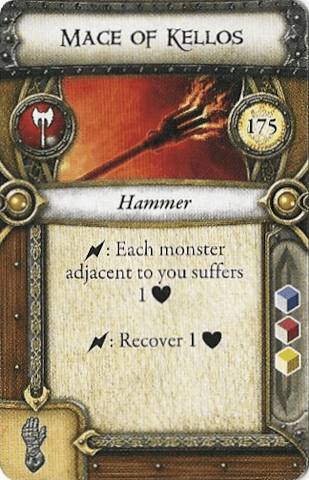 MACE OF KELLOS
175
Hammer
: Each monster
adjacent to you suffers
1
: Recover 1